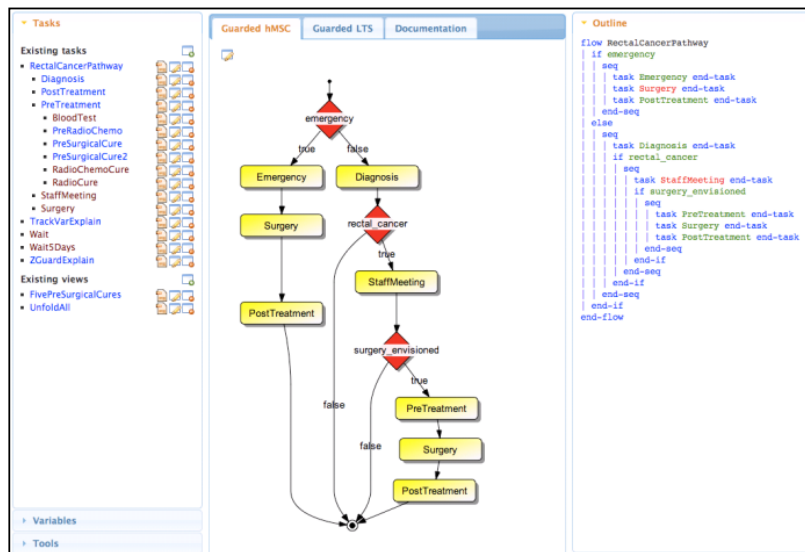 Tasks
Existing tasks
RectalCancerPathway
Diagnosis
PostTreatment
PreTreatment
BloodTest
PreRadioChemo
PreSurgicalCure
PreSurgicalCure2
RadioChemoCure
RadioCure
StaffMeeting
Surgery
TrackVarExplain
Wait
Wait5Days
ZGuardExplain
Existing views
FivePreSurgicalCures
UnfoldAll
Variables
Tools
Guarded hMSC
Guarded LTS
Documentation
emergency
true
false
Emergency
Diagnosis
Surgery
rectal_cancer
true
StaffMeeting
PostTreatment
surgery_envisioned
true
false
PreTreatment
false
Surgery
PostTreatment
Outline
flow RectalCancerPathway
| if emergency
| | seq
| | | task Emergency end-task
| | | task Surgery end-task
| | | task PostTreatment end-task
| | end-seq
| else
| | seq
| | | task Diagnosis end-task
| | | if rectal_cancer
| | | | seq
| | | | | task StaffMeeting end-task
| | | | | if surgery_envisioned
| | | | | | seq
| | | | | | | task PreTreatment end-task
| | | | | | | task Surgery end-task
| | | | | | | task PostTreatment end-task
| | | | | | end-seq
| | | | | end-if
| | | | end-seq
| | | end-if
| | end-seq
| end-if
end-flow